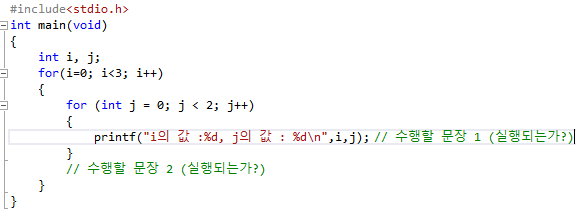 #include<stdio.h>
int main(void)
{
int i, j;
for(i=0; i<3; i++)
{
for (int j = 0; j < 2; j++)
{
printf("i의 값 :%d, j의 값 : %d\n",i,j); // 수행할 문장 1 (실행되는가?)
}
// 수행할 문장 2 (실행되는가?)
}
}